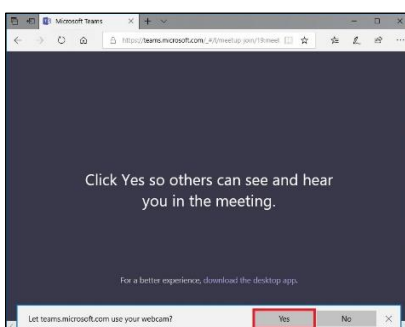 Microsoft Teams
https://teams.microsoft.com/_#/l/meetup-join/19:meet
Click Yes so others can see and hear
you in the meeting.
For a better experience, download the desktop app.
Let teams.microsoft.com use your webcam?
Yes
No